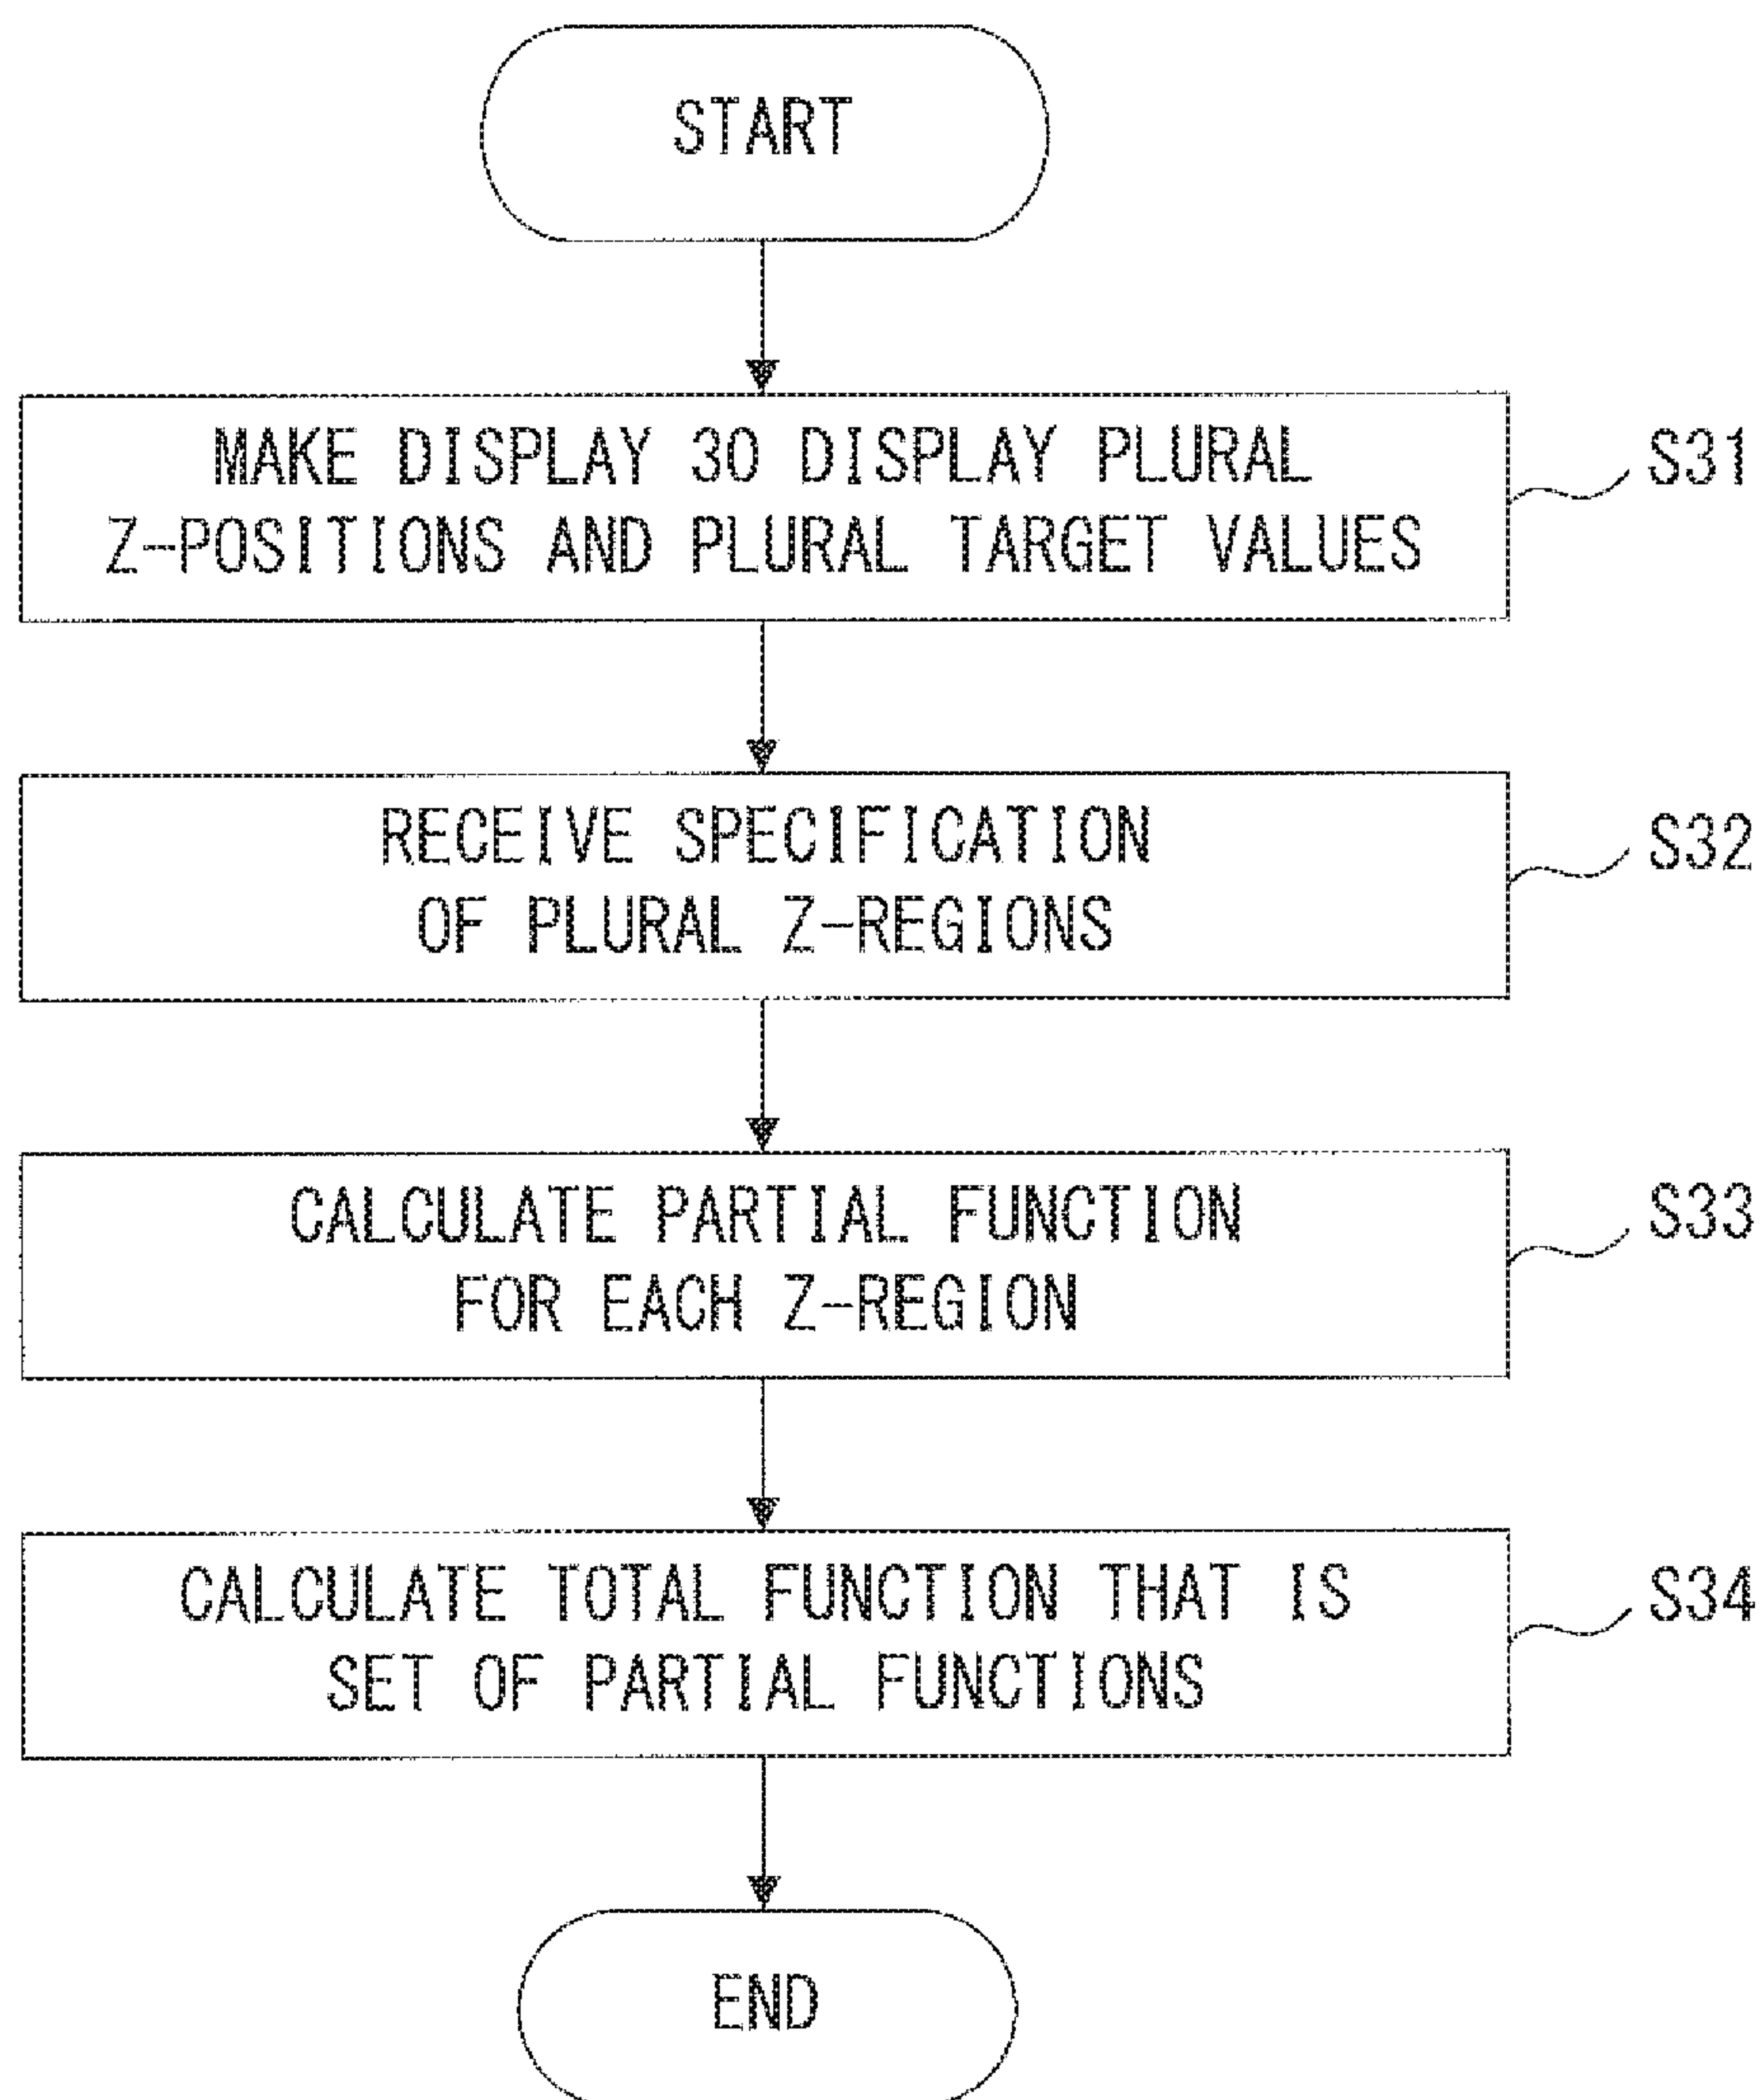 START
MAKE DISPLAY 30 DISPLAY PLURAL
Z-POSITIONS AND PLURAL TARGET VALUES
S31
RECEIVE SPECIFICATION
OF PLURAL Z-REGIONS
S32
CALCULATE PARTIAL FUNCTION
FOR EACH Z-REGION
S33
CALCULATE TOTAL FUNCTION THAT IS
SET OF PARTIAL FUNCTIONS
S34
END